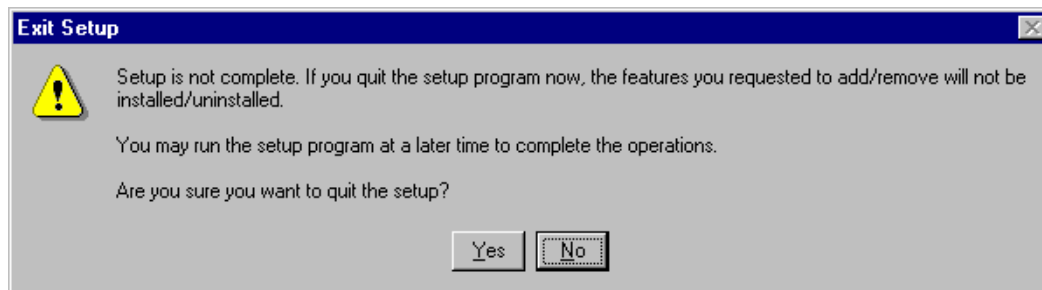 Exit Setup
Setup is not complete. If you quit the setup program now, the features you requested to add/remove will not be
installed/uninstalled.
You may run the setup program at a later time to complete the operations.
Are you sure you want to quit the setup?
Yes No